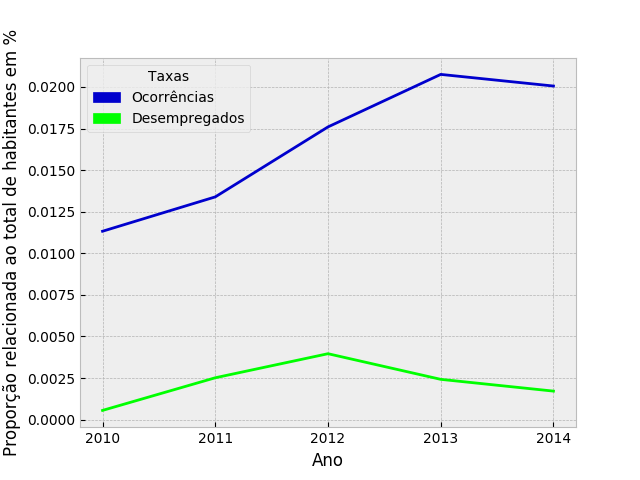 Proporção relacionada ao total de habitantes em %
Taxas
Ocorrências
Desempregados
0.0200
0.0175
0.0150
0.0125
0.0100
0.0075
0.0050
0.0025
0.0000
2010 2011 2012 2013 2014
Ano